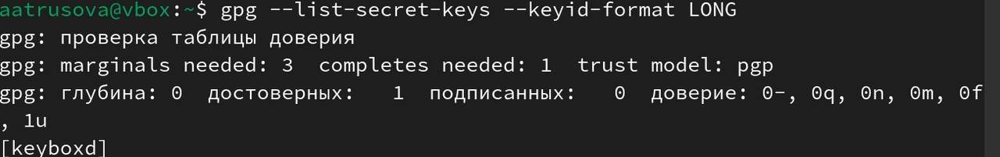 aatrusova@vbox:~$ gpg --list-secret-keys --keyid-format LONG
gpg: проверка таблицы доверия
gpg: marginals needed: 3  completes needed: 1  trust model: pgp
gpg: глубина: 0  достоверных:   1  подписанных:   0  доверие: 0-, 0q, 0n, 0m, 0f
, 1u
[keyboxd]